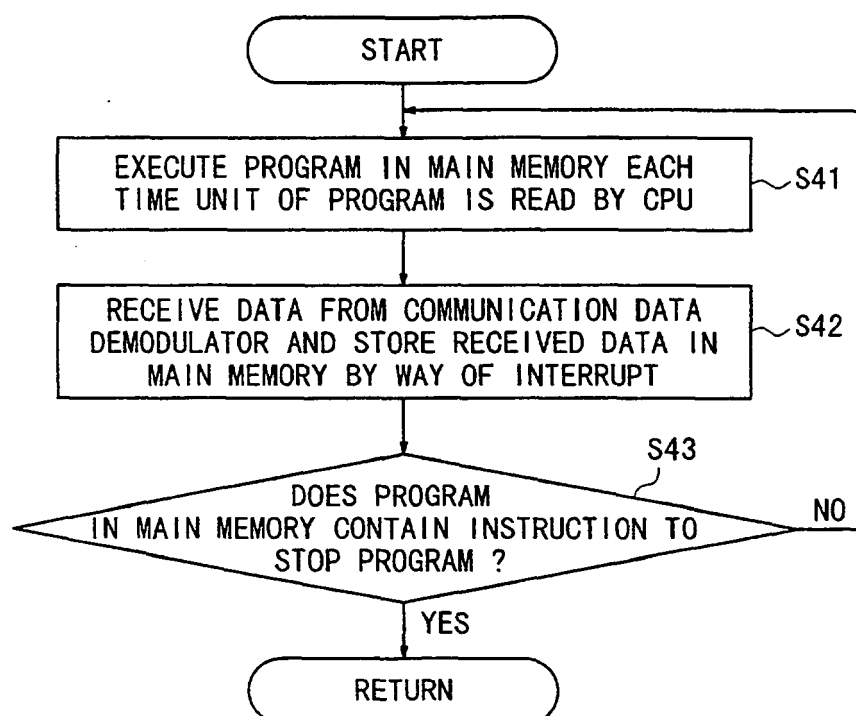 START
EXECUTE PROGRAM IN MAIN MEMORY EACH
TIME UNIT OF PROGRAM IS READ BY CPU
S41
RECEIVE DATA FROM COMMUNICATION DATA
DEMODULATOR AND STORE RECEIVED DATA IN
MAIN MEMORY BY WAY OF INTERRUPT
S42
S43
DOES PROGRAM
IN MAIN MEMORY CONTAIN INSTRUCTION TO
STOP PROGRAM ?
NO
YES
RETURN